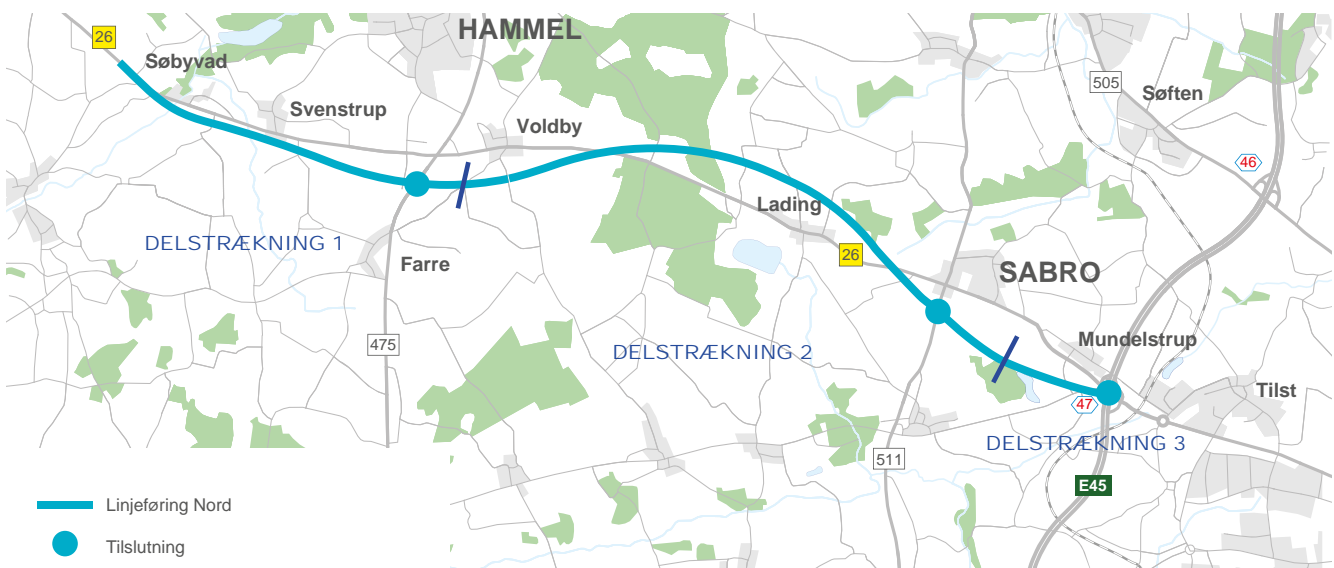 HAMMEL
26
Søbyvad
505
Søften
Svenstrup
Voldby
46
Lading
DELSTRÆKNING 1
26
Farre
SABRO
475
DELSTRÆKNING 2
Mundelstrup
Tilst
47
DELSTRÆKNING 3
511
E45
Linjeføring Nord
Tilslutning